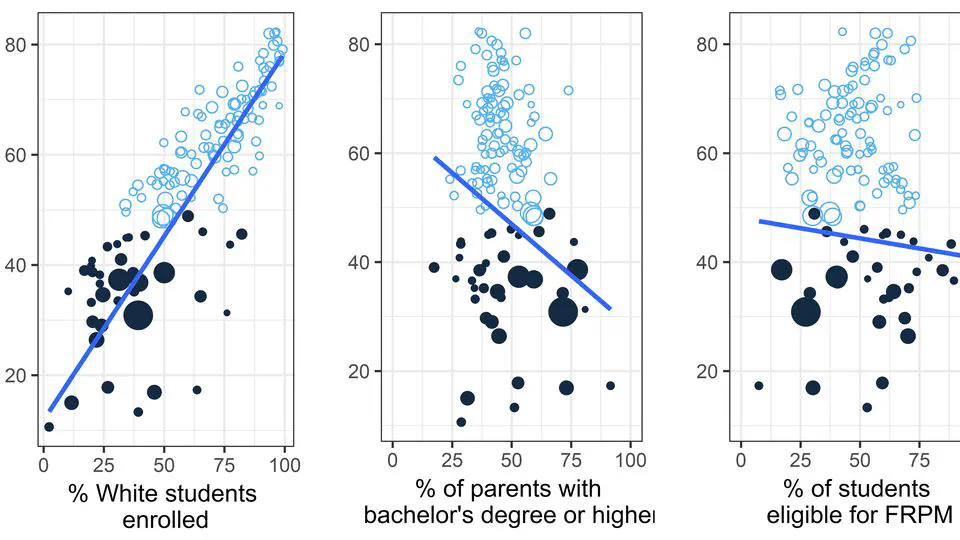 80
60
40
20
0 25 50 75 100
% White students
enrolled
80
60
40
20
0 25 50 75 100
% of parents with
bachelor's degree or higher
80
60
40
20
0 25 50 75
% of students
eligible for FRPM